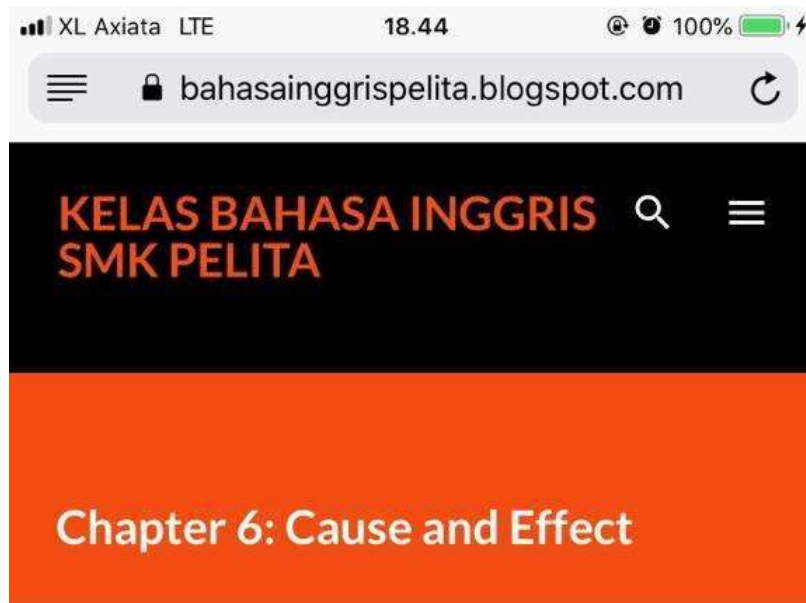 XL Axiata LTE 18.44 100%
bahasainggrispelita.blogspot.com
KELAS BAHASA INGGRIS
SMK PELITA
Chapter 6: Cause and Effect